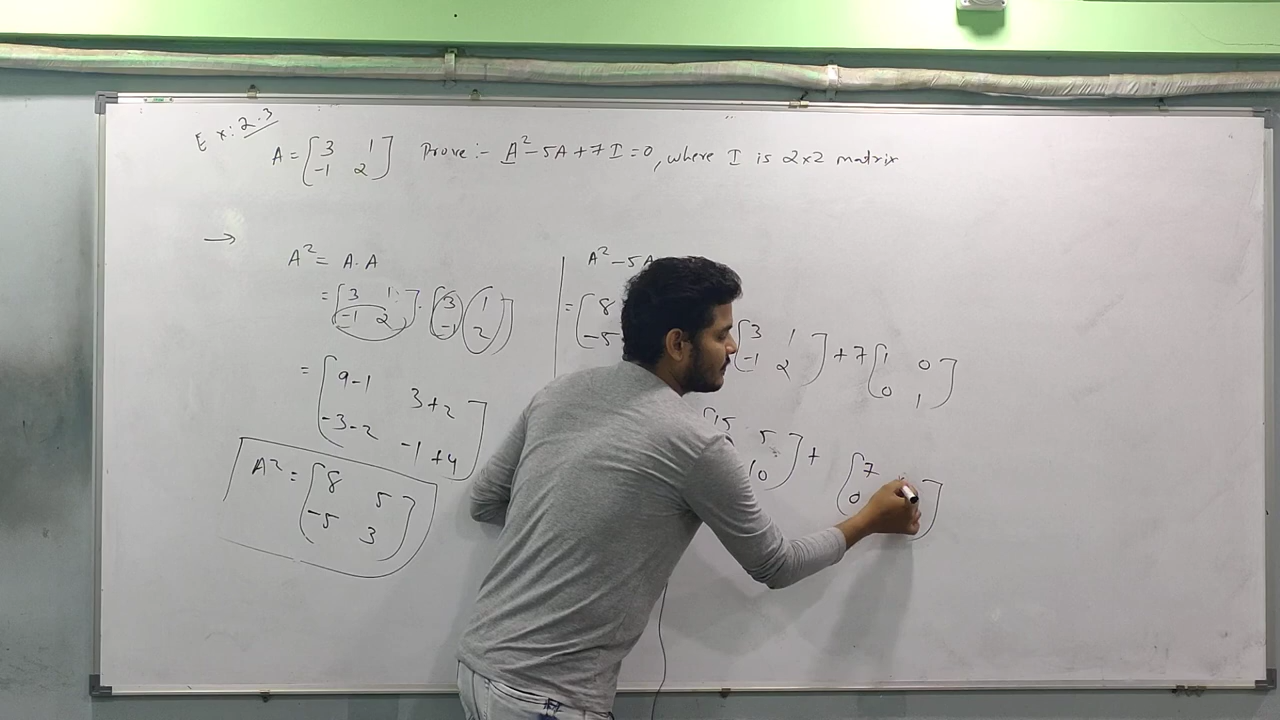 Ex: 2.3
A = [3 1
-1 2] Prove :- A² - 5A + 7I = 0, where I is 2x2 matrix
→
A² = A.A
= [3 1
-1 2] . [3 1
-1 2]
= [9-1 3+2
-3-2 -1+4]
A² = [8 5
-5 3]
A² - 5A
= [8
-5
[3 1
-1 2] + 7 [1 0
0 1]
[15 5
10] + [7
0 ]